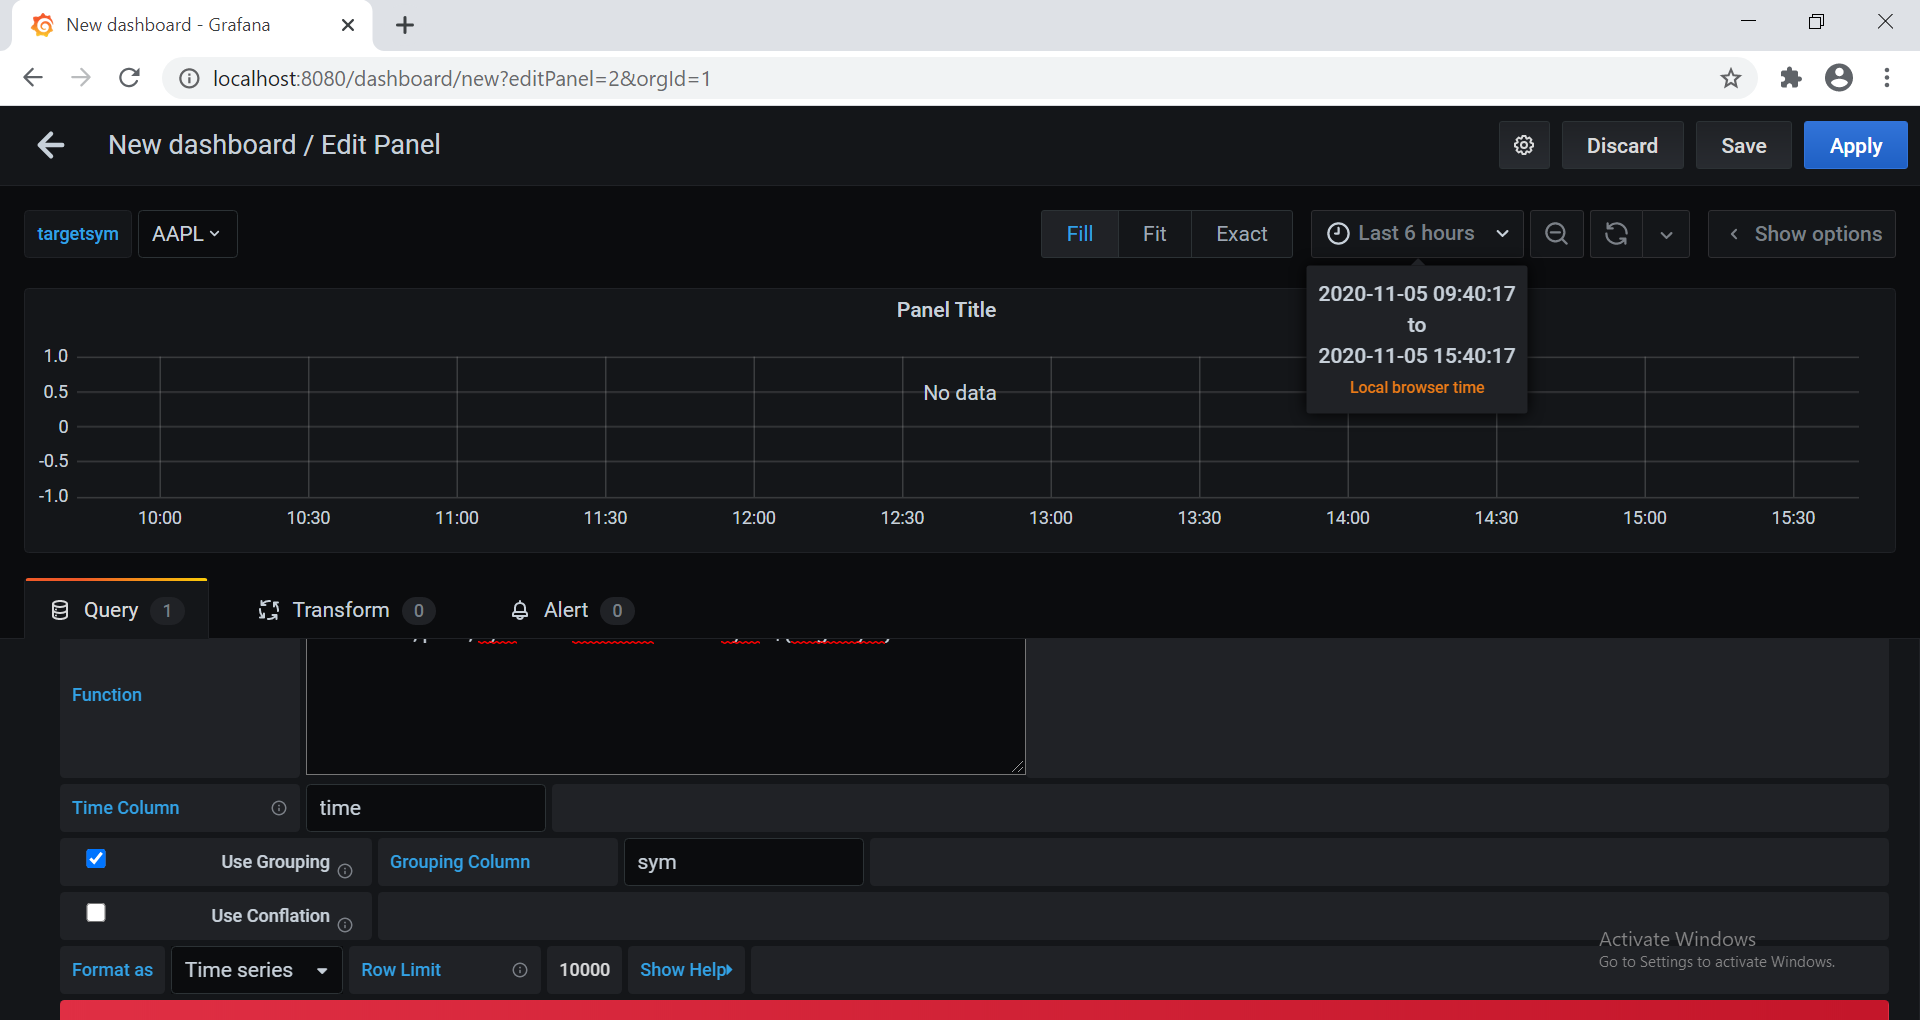 New dashboard - Grafana
localhost:8080/dashboard/new?editPanel=2&orgId=1
New dashboard / Edit Panel
Discard
Save
Apply
targetsym
AAPL
Fill
Fit
Exact
Last 6 hours
Show options
2020-11-05 09:40:17
to
2020-11-05 15:40:17
Local browser time
Panel Title
1.0
0.5
0
-0.5
-1.0
No data
10:00
10:30
11:00
11:30
12:00
12:30
13:00
13:30
14:00
14:30
15:00
15:30
Query 1
Transform 0
Alert 0
Function
Time Column
time
Use Grouping
Grouping Column
sym
Use Conflation
Format as
Time series
Row Limit
10000
Show Help
Activate Windows
Go to Settings to activate Windows.